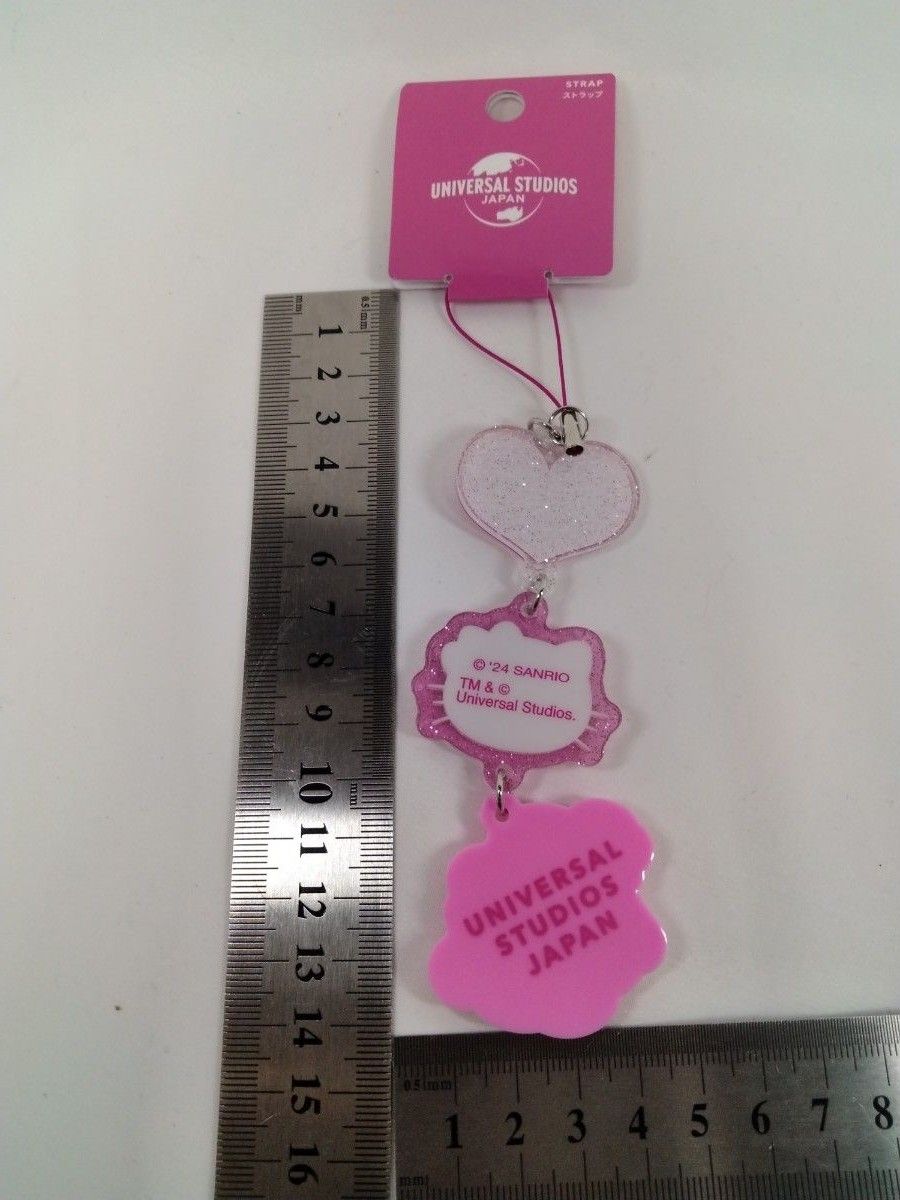 STRAP
ストラップ
UNIVERSAL STUDIOS
JAPAN
mm
0.5 mm
1
2
3
4
5
6
7
8
9
10
mm
11
12
13
14
15
16
© '24 SANRIO
TM & ©
Universal Studios.
UNIVERSAL
STUDIOS
JAPAN
0.5 mm
1 2 3 4 5 6 7 8
mm